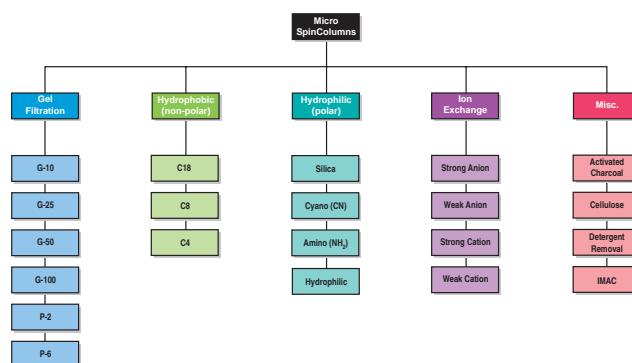 Micro
SpinColumns
Gel
Filtration
Hydrophobic
(non-polar)
Hydrophilic
(polar)
Ion
Exchange
Misc.
G-10
G-25
G-50
G-100
P-2
P-6
C18
C8
C4
Silica
Cyano (CN)
Amino (NH₂)
Hydrophilic
Strong Anion
Weak Anion
Strong Cation
Weak Cation
Activated
Charcoal
Cellulose
Detergent
Removal
IMAC